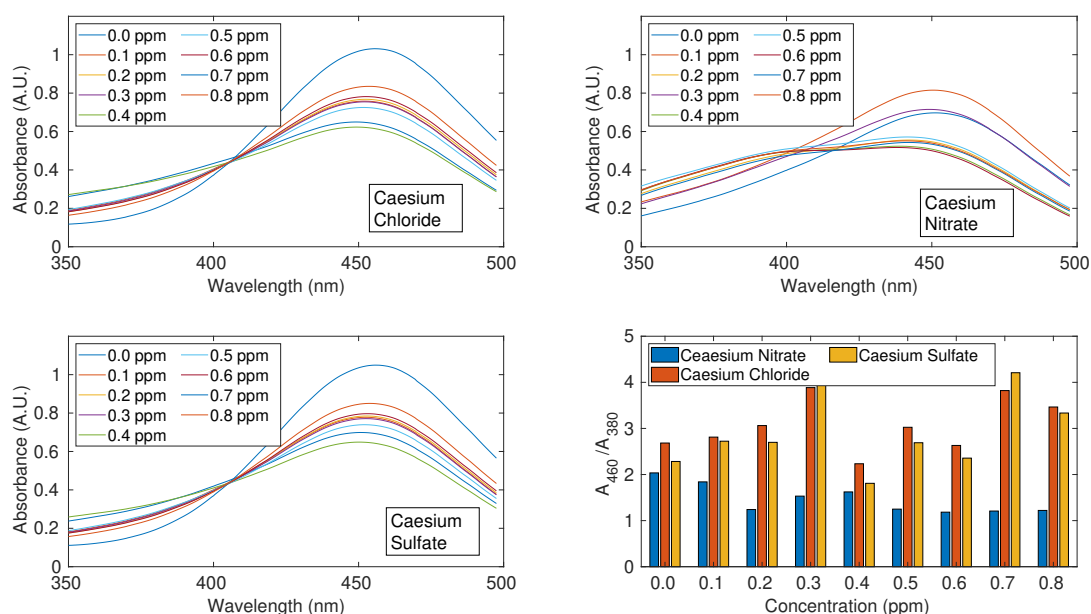 Absorbance (A.U.)
1
0.8
0.6
0.4
0.2
0
0.0 ppm
0.1 ppm
0.2 ppm
0.3 ppm
0.4 ppm
0.5 ppm
0.6 ppm
0.7 ppm
0.8 ppm
Caesium
Chloride
350
400
450
500
Wavelength (nm)
Absorbance (A.U.)
1
0.8
0.6
0.4
0.2
0
0.0 ppm
0.1 ppm
0.2 ppm
0.3 ppm
0.4 ppm
0.5 ppm
0.6 ppm
0.7 ppm
0.8 ppm
Caesium
Nitrate
350
400
450
500
Wavelength (nm)
Absorbance (A.U.)
1
0.8
0.6
0.4
0.2
0
0.0 ppm
0.1 ppm
0.2 ppm
0.3 ppm
0.4 ppm
0.5 ppm
0.6 ppm
0.7 ppm
0.8 ppm
Caesium
Sulfate
350
400
450
500
Wavelength (nm)
A460/A380
5
4
3
2
1
0
Ceaesium Nitrate
Caesium Chloride
Caesium Sulfate
0.0
0.1
0.2
0.3
0.4
0.5
0.6
0.7
0.8
Concentration (ppm)